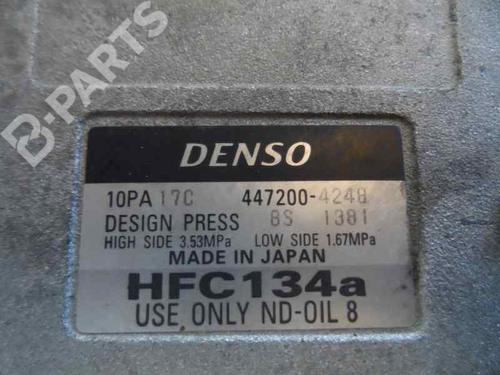 B-PARTS
DENSO
10PA17C 447200-4248
DESIGN PRESS 8S 1381
HIGH SIDE 3.53MPa LOW SIDE 1.67MPa
MADE IN JAPAN
HFC134a
USE ONLY ND-OIL 8